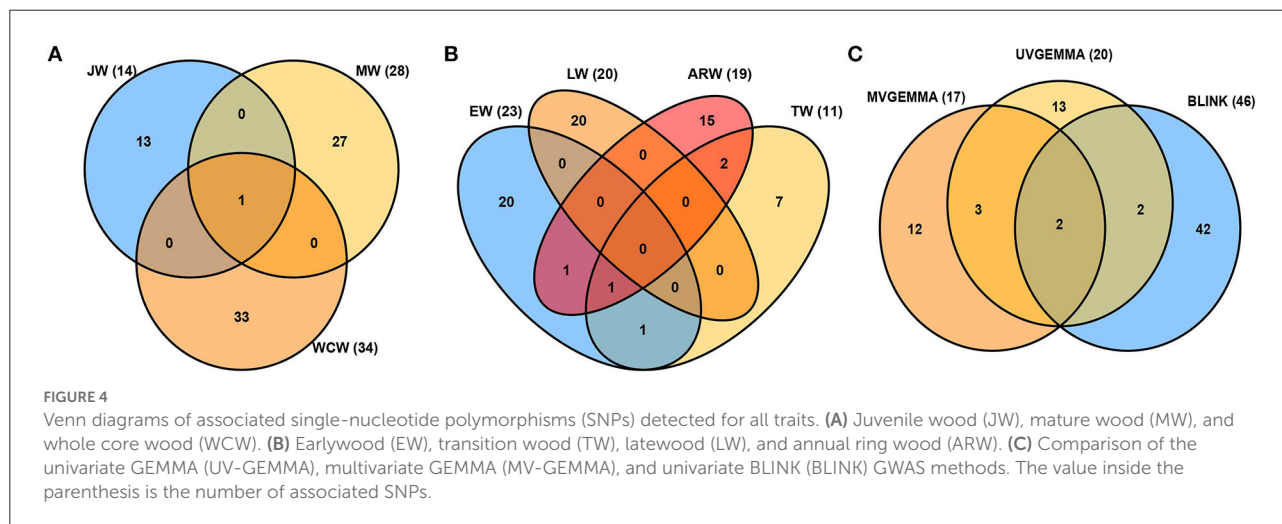 A
JW (14)
MW (28)
0
13
27
1
0
0
33
WCW (34)
B
LW (20)
ARW (19)
EW (23)
TW (11)
20
15
0
0
2
20
0
0
7
0
1
0
0
1
1
C
UVGEMMA (20)
MVGEMMA (17)
BLINK (46)
13
3
2
12
2
42
FIGURE 4
Venn diagrams of associated single-nucleotide polymorphisms (SNPs) detected for all traits. (A) Juvenile wood (JW), mature wood (MW), and
whole core wood (WCW). (B) Earlywood (EW), transition wood (TW), latewood (LW), and annual ring wood (ARW). (C) Comparison of the
univariate GEMMA (UV-GEMMA), multivariate GEMMA (MV-GEMMA), and univariate BLINK (BLINK) GWAS methods. The value inside the
parenthesis is the number of associated SNPs.